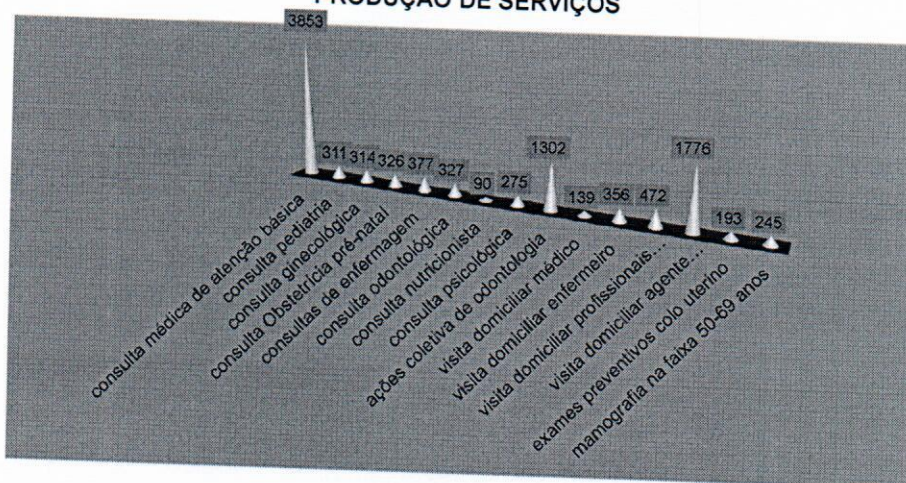 PRODUÇÃO DE SERVIÇOS
3853
311
314
326
377
327
90
275
1302
139
356
472
1776
193
245
consulta médica de atenção básica
consulta pediatria
consulta ginecológica
consulta Obstetrícia pré-natal
consultas de enfermagem
consulta odontológica
consulta nutricionista
consulta psicológica
ações coletiva de odontologia
visita domiciliar médico
visita domiciliar enfermeiro
visita domiciliar profissionais...
visita domiciliar agente...
exames preventivos colo uterino
mamografia na faixa 50-69 anos